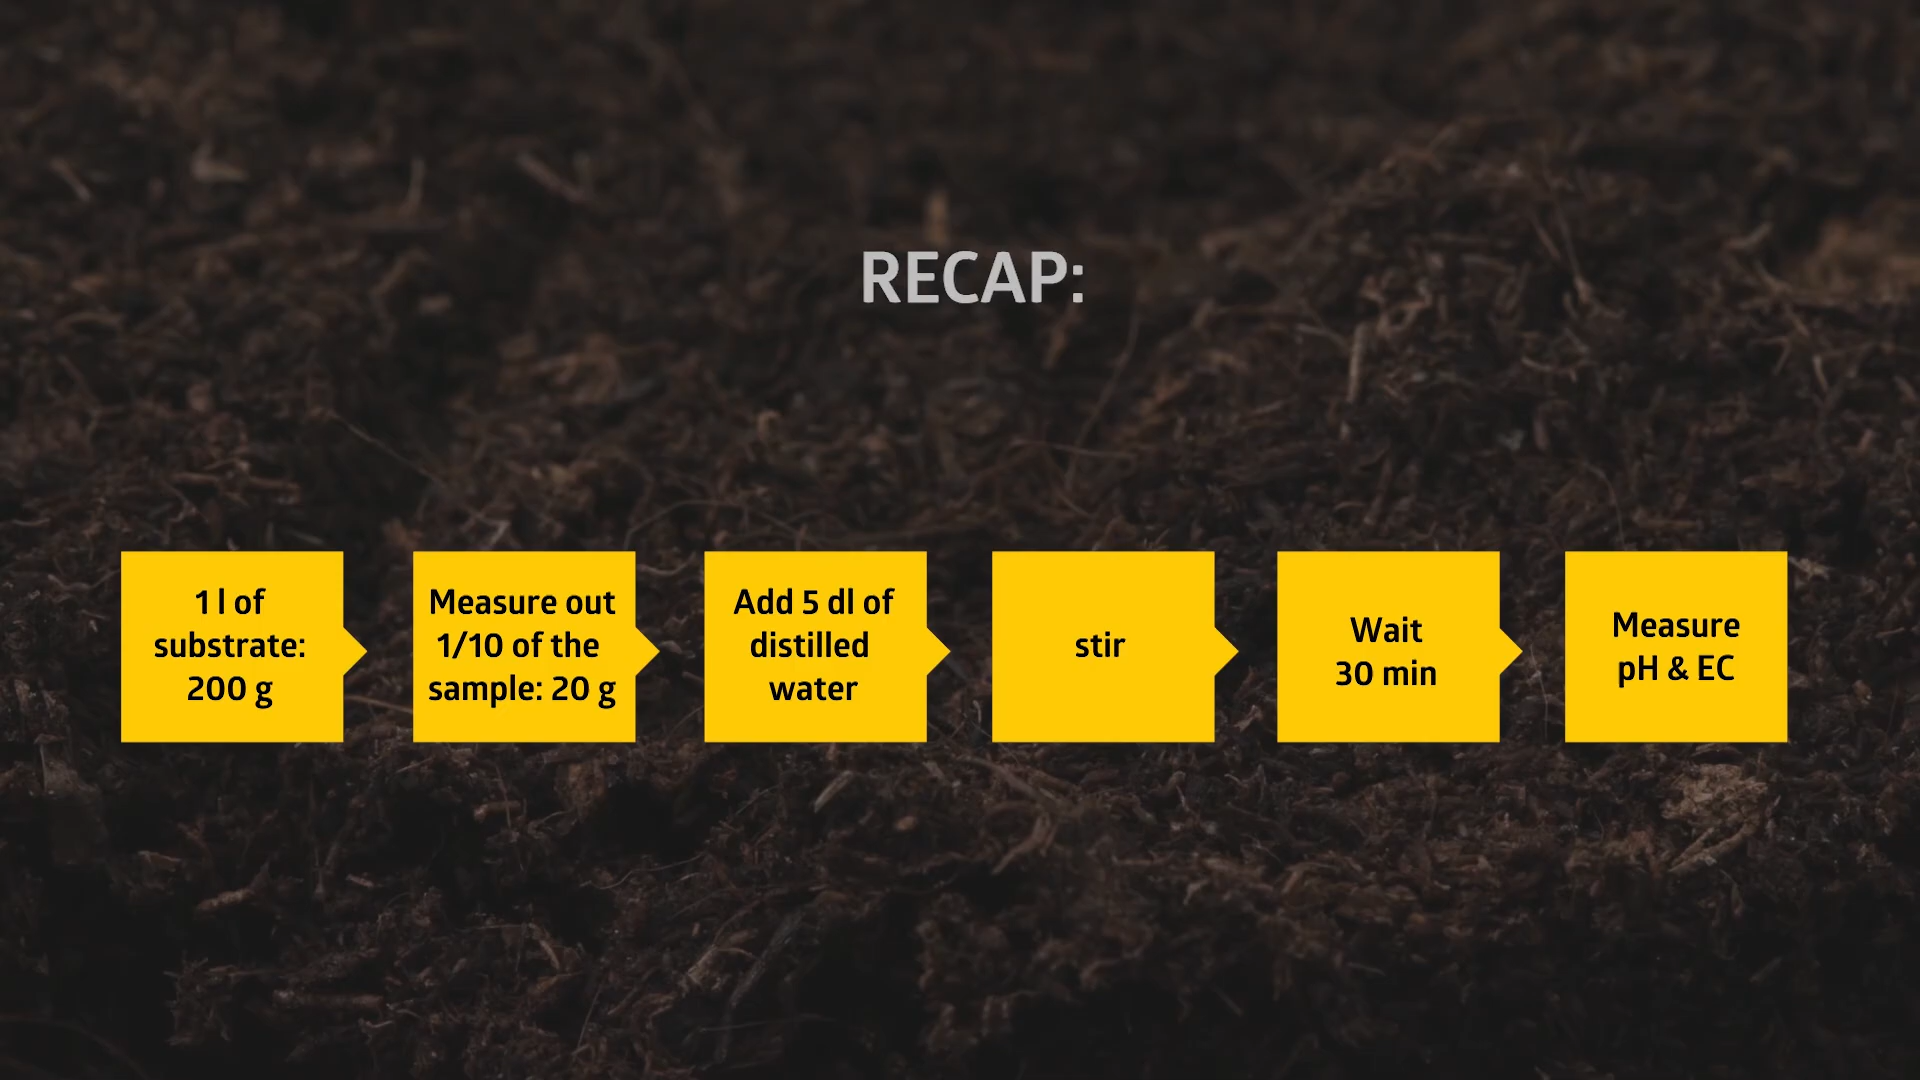 RECAP:
1 l of
substrate:
200 g
Measure out
1/10 of the
sample: 20 g
Add 5 dl of
distilled
water
stir
Wait
30 min
Measure
pH & EC